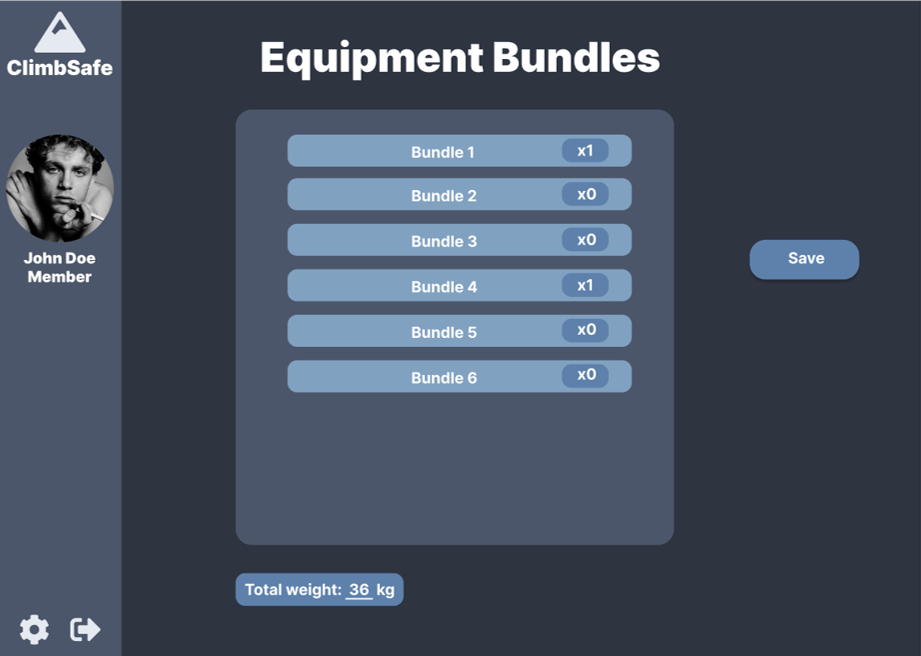 ClimbSafe
John Doe
Member
Equipment Bundles
Bundle 1 x1
Bundle 2 x0
Bundle 3 x0
Bundle 4 x1
Bundle 5 x0
Bundle 6 x0
Save
Total weight: 36 kg